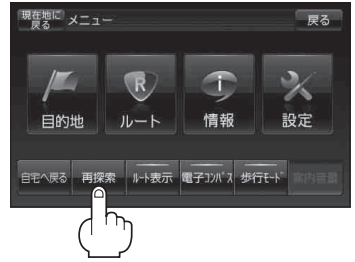 現在地に
戻る
メニュー
戻る
R
i
目的地 ルート 情報 設定
自宅へ戻る 再探索 ルート表示 電子コンパス 歩行モード 案内音量